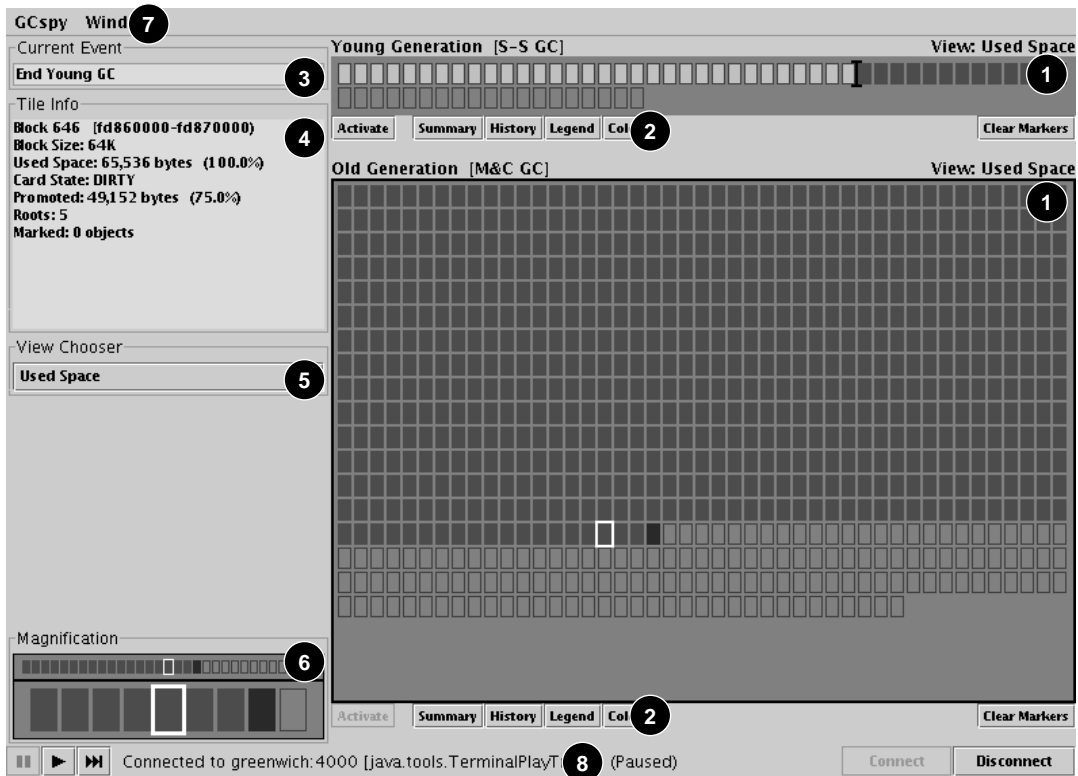 GCspy Wind 7
Current Event
End Young GC 3
Tile Info
Block 646 [fd860000-fd870000) 4
Block Size: 64K
Used Space: 65,536 bytes (100.0%)
Card State: DIRTY
Promoted: 49,152 bytes (75.0%)
Roots: 5
Marked: 0 objects
View Chooser
Used Space 5
Magnification
6
Young Generation [S-S GC] View: Used Space
1
Activate Summary History Legend Col 2 Clear Markers
Old Generation [M&C GC] View: Used Space
1
Activate Summary History Legend Col 2 Clear Markers
Connected to greenwich:4000 [java.tools.TerminalPlayT 8 (Paused) Connect Disconnect